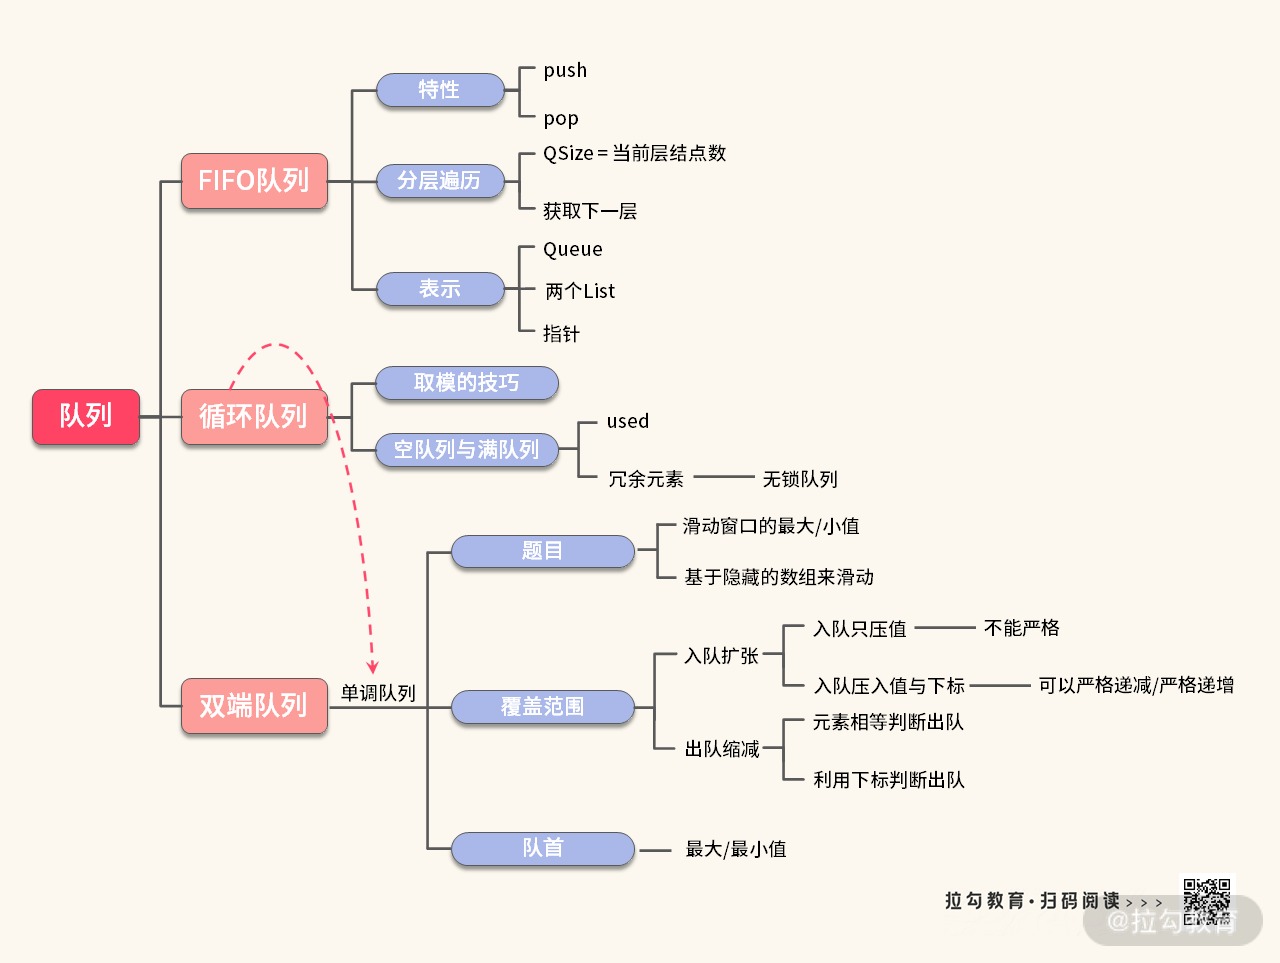 队列
FIFO队列
特性
push
pop
分层遍历
QSize = 当前层结点数
获取下一层
表示
Queue
两个List
指针
循环队列
取模的技巧
空队列与满队列
used
冗余元素
无锁队列
双端队列
单调队列
题目
滑动窗口的最大/小值
基于隐藏的数组来滑动
覆盖范围
入队扩张
入队只压值
不能严格
入队压入值与下标
可以严格递减/严格递增
出队缩减
元素相等判断出队
利用下标判断出队
队首
最大/最小值
拉勾教育·扫码阅读>>>
@拉勾教育